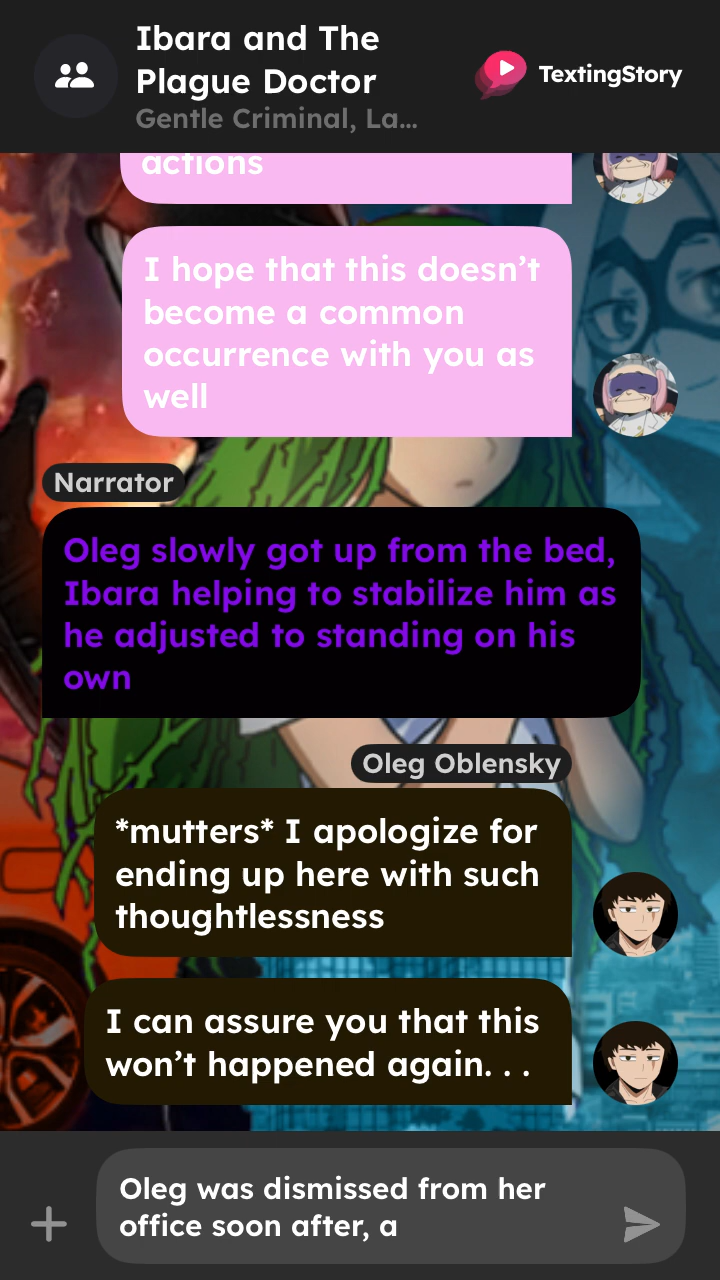 Ibara and The
Plague Doctor
Gentle Criminal, La...
TextingStory
actions
I hope that this doesn't
become a common
occurrence with you as
well
Narrator
Oleg slowly got up from the bed,
Ibara helping to stabilize him as
he adjusted to standing on his
own
Oleg Oblensky
*mutters* I apologize for
ending up here with such
thoughtlessness
I can assure you that this
won't happened again. . .
Oleg was dismissed from her
office soon after, a